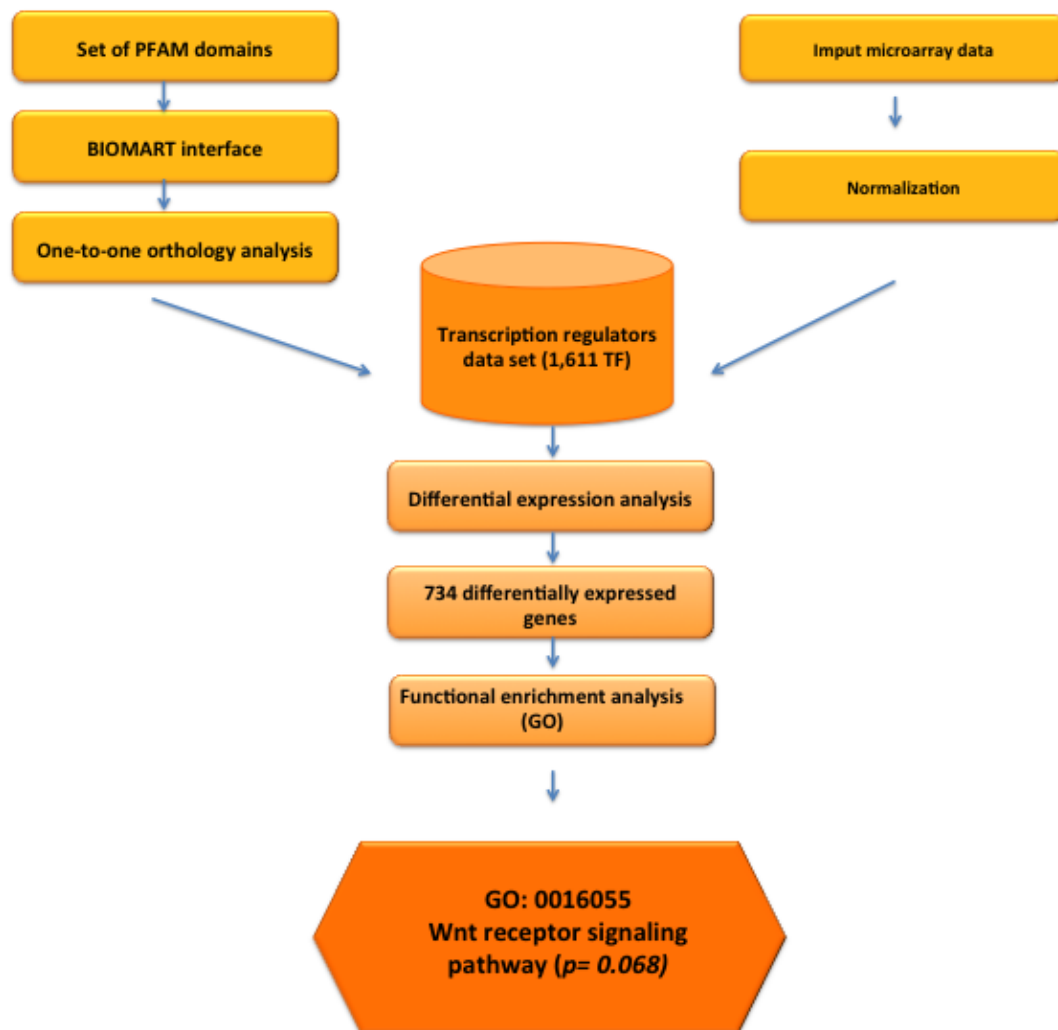 Set of PFAM domains
BIOMART interface
One-to-one orthology analysis
Imput microarray data
Normalization
Transcription regulators
data set (1,611 TF)
Differential expression analysis
734 differentially expressed
genes
Functional enrichment analysis
(GO)
GO: 0016055
Wnt receptor signaling
pathway (p= 0.068)